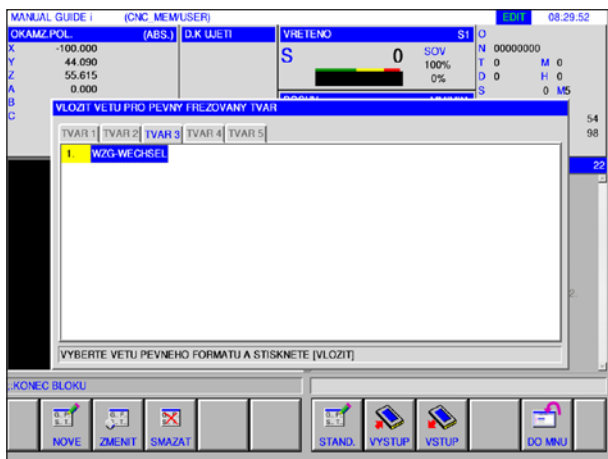 MANUAL GUIDE i (CNC_MEM/USER) EDIT 08.29.52
OKAMZ.POL. (ABS.) D.K UJETI VRETENO S1 O
X -100.000
Y 44.090
Z 55.615
A 0.000
B
C
S 0 SOV
100%
0%
N 00000000
T 0 M 0
D 0 H 0
S 0 M5
54
98
22
VLOZIT VETU PRO PEVNY FREZOVANY TVAR
TVAR 1 TVAR 2 TVAR 3 TVAR 4 TVAR 5
1. WZG-WECHSEL
2.
VYBERTE VETU PEVNEHO FORMATU A STISKNETE [VLOZIT]
.:KONEC BLOKU
NOVE ZMENIT SMAZAT STAND. VYSTUP VSTUP DO MNU